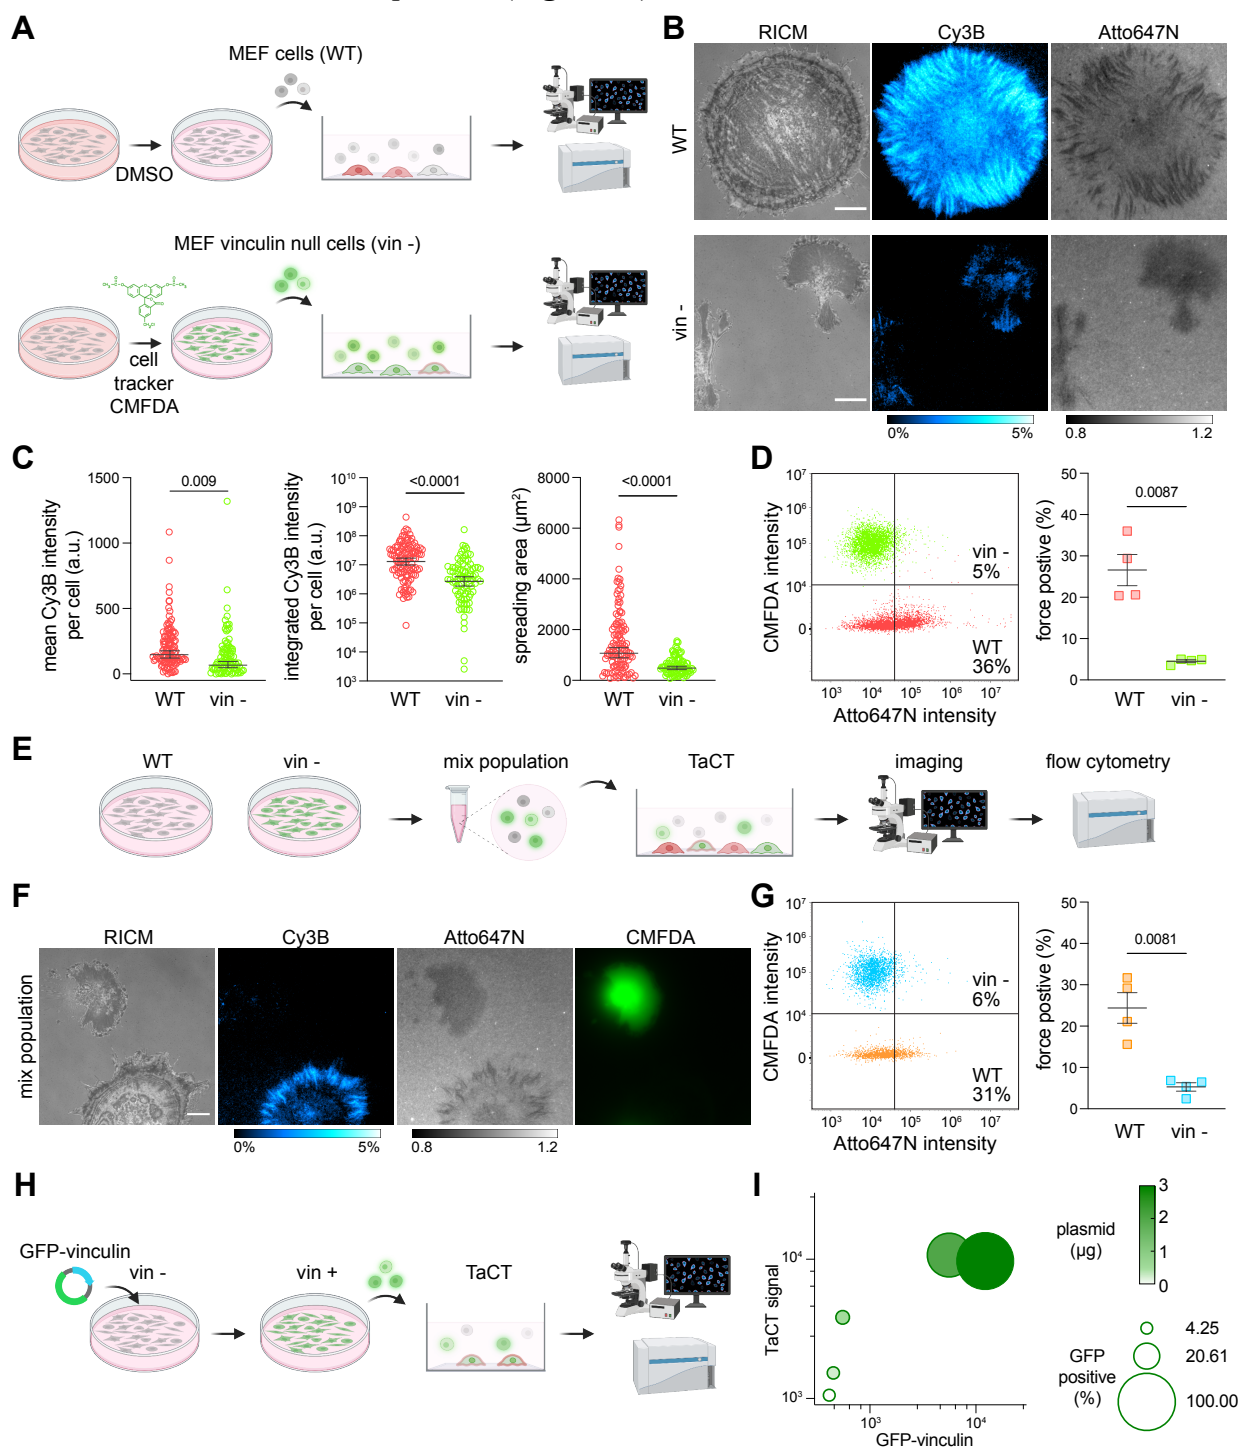 A
MEF cells (WT)
DMSO
MEF vinculin null cells (vin -)
cell
tracker
CMFDA
B
RICM
Cy3B
Atto647N
WT
vin -
0%
5%
0.8
1.2
C
mean Cy3B intensity
per cell (a.u.)
1500
1000
500
0
0.009
WT
vin -
integrated Cy3B intensity
per cell (a.u.)
10¹⁰
10⁹
10⁸
10⁷
10⁶
10⁵
10⁴
10³
<0.0001
WT
vin -
spreading area (µm²)
8000
6000
4000
2000
0
<0.0001
WT
vin -
D
CMFDA intensity
10⁷
10⁶
10⁵
10⁴
0
vin -
5%
WT
36%
10³
10⁴
10⁵
10⁶
10⁷
Atto647N intensity
force postive (%)
50
40
30
20
10
0
0.0087
WT
vin -
E
WT
vin -
mix population
TaCT
imaging
flow cytometry
F
RICM
Cy3B
Atto647N
CMFDA
mix population
0%
5%
0.8
1.2
G
CMFDA intensity
10⁷
10⁶
10⁵
10⁴
0
vin -
6%
WT
31%
10³
10⁴
10⁵
10⁶
10⁷
Atto647N intensity
force postive (%)
50
40
30
20
10
0
0.0081
WT
vin -
H
GFP-vinculin
vin -
vin +
TaCT
I
TaCT signal
10⁴
10³
10³
10⁴
GFP-vinculin
plasmid
(µg)
3
2
1
0
GFP
positive
(%)
4.25
20.61
100.00